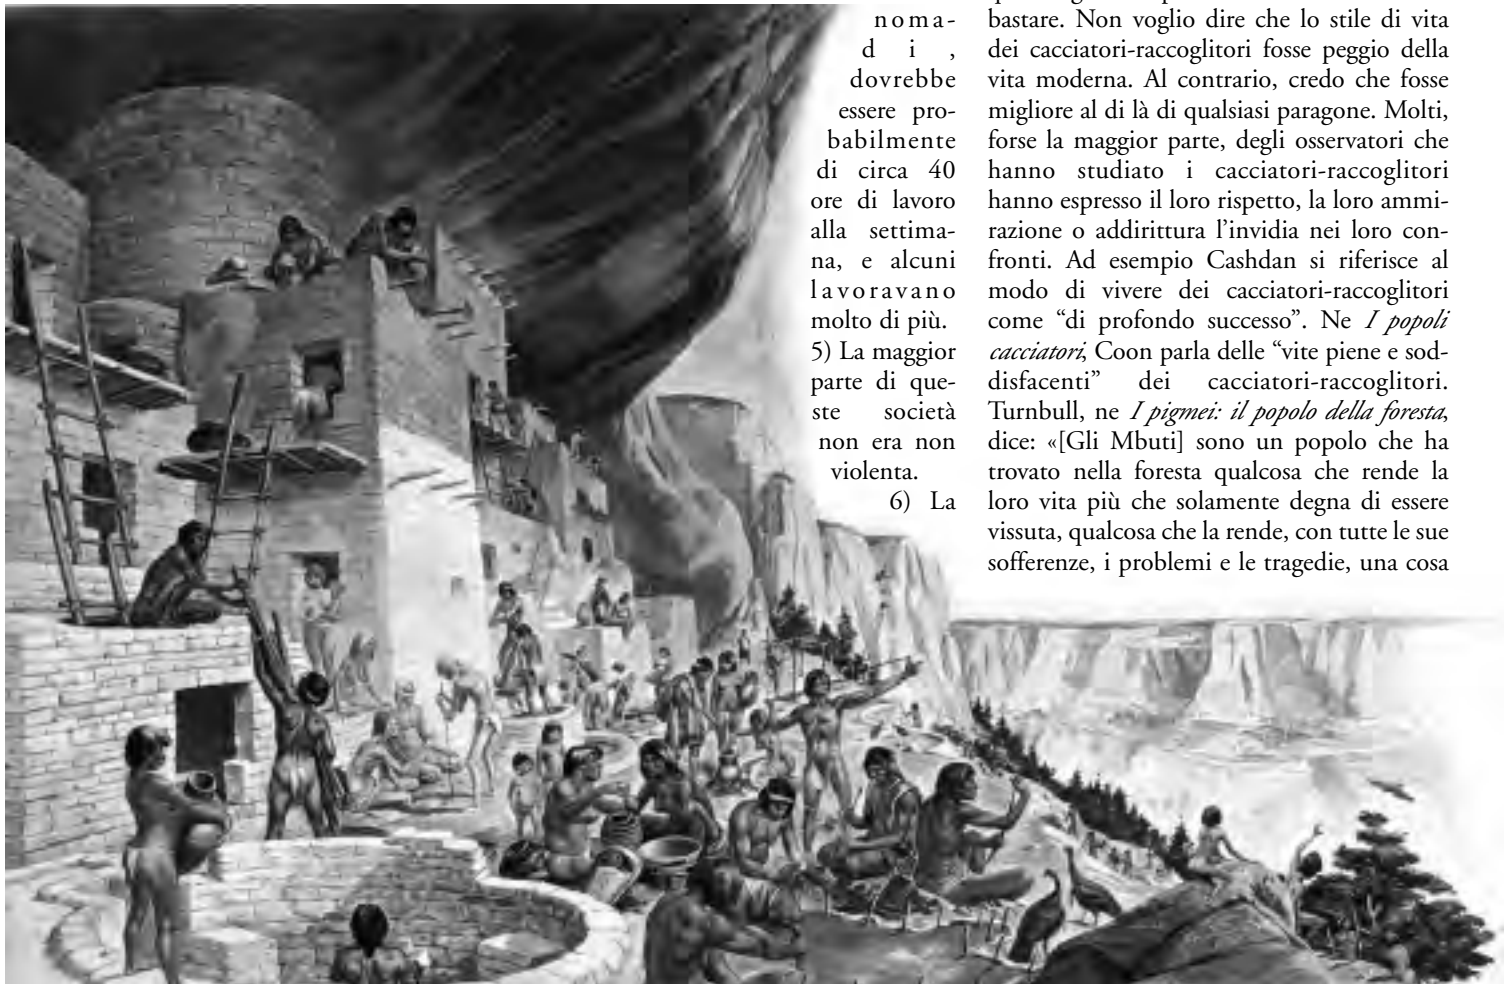 noma-
di,
dovrebbe
essere pro-
babilmente
di circa 40
ore di lavoro
alla settima-
na, e alcuni
lavoravano
molto di più.
5) La maggior
parte di que-
ste società
non era non
violenta.
6) La
bastare. Non voglio dire che lo stile di vita
dei cacciatori-raccoglitori fosse peggio della
vita moderna. Al contrario, credo che fosse
migliore al di là di qualsiasi paragone. Molti,
forse la maggior parte, degli osservatori che
hanno studiato i cacciatori-raccoglitori
hanno espresso il loro rispetto, la loro ammi-
razione o addirittura l’invidia nei loro con-
fronti. Ad esempio Cashdan si riferisce al
modo di vivere dei cacciatori-raccoglitori
come “di profondo successo”. Ne I popoli
cacciatori, Coon parla delle “vite piene e sod-
disfacenti” dei cacciatori-raccoglitori.
Turnbull, ne I pigmei: il popolo della foresta,
dice: «[Gli Mbuti] sono un popolo che ha
trovato nella foresta qualcosa che rende la
loro vita più che solamente degna di essere
vissuta, qualcosa che la rende, con tutte le sue
sofferenze, i problemi e le tragedie, una cosa